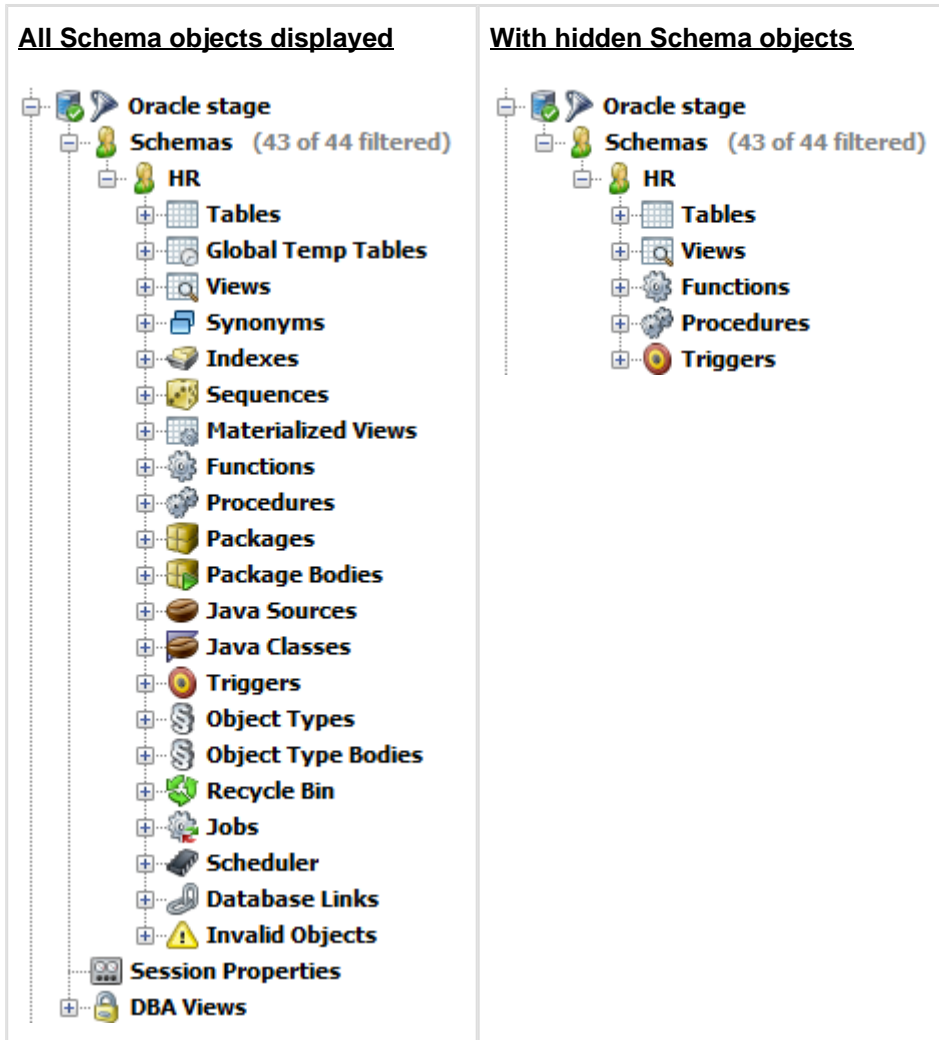 All Schema objects displayed
Oracle stage
Schemas (43 of 44 filtered)
HR
Tables
Global Temp Tables
Views
Synonyms
Indexes
Sequences
Materialized Views
Functions
Procedures
Packages
Package Bodies
Java Sources
Java Classes
Triggers
Object Types
Object Type Bodies
Recycle Bin
Jobs
Scheduler
Database Links
Invalid Objects
Session Properties
DBA Views
With hidden Schema objects
Oracle stage
Schemas (43 of 44 filtered)
HR
Tables
Views
Functions
Procedures
Triggers